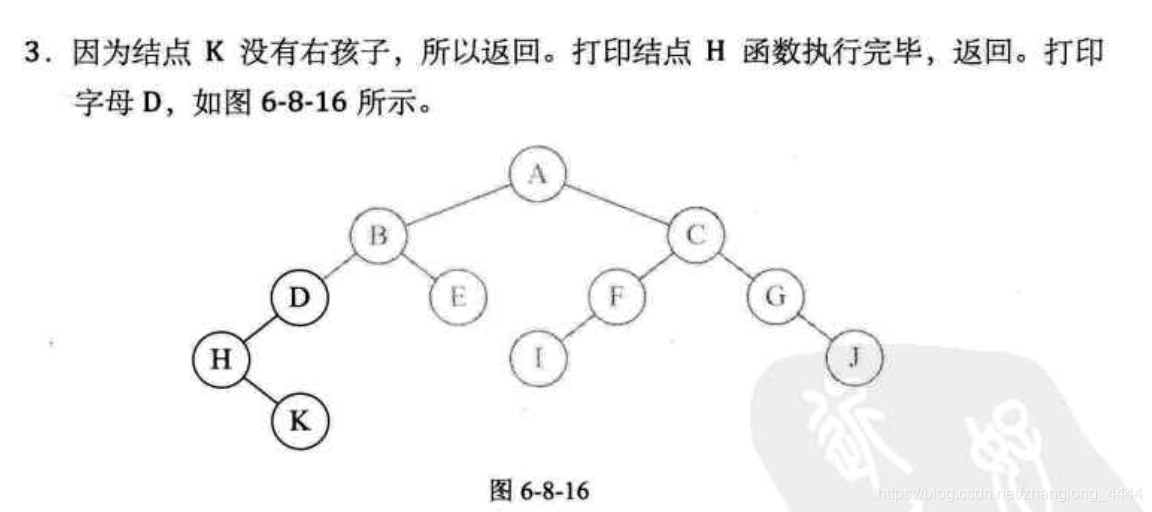 3. 因为结点 K 没有右孩子，所以返回。打印结点 H 函数执行完毕，返回。打印
字母 D，如图 6-8-16 所示。
A
B
C
D
E
F
G
H
I
J
K
图 6-8-16
https://blog.csdn.net/zhanglong_4444